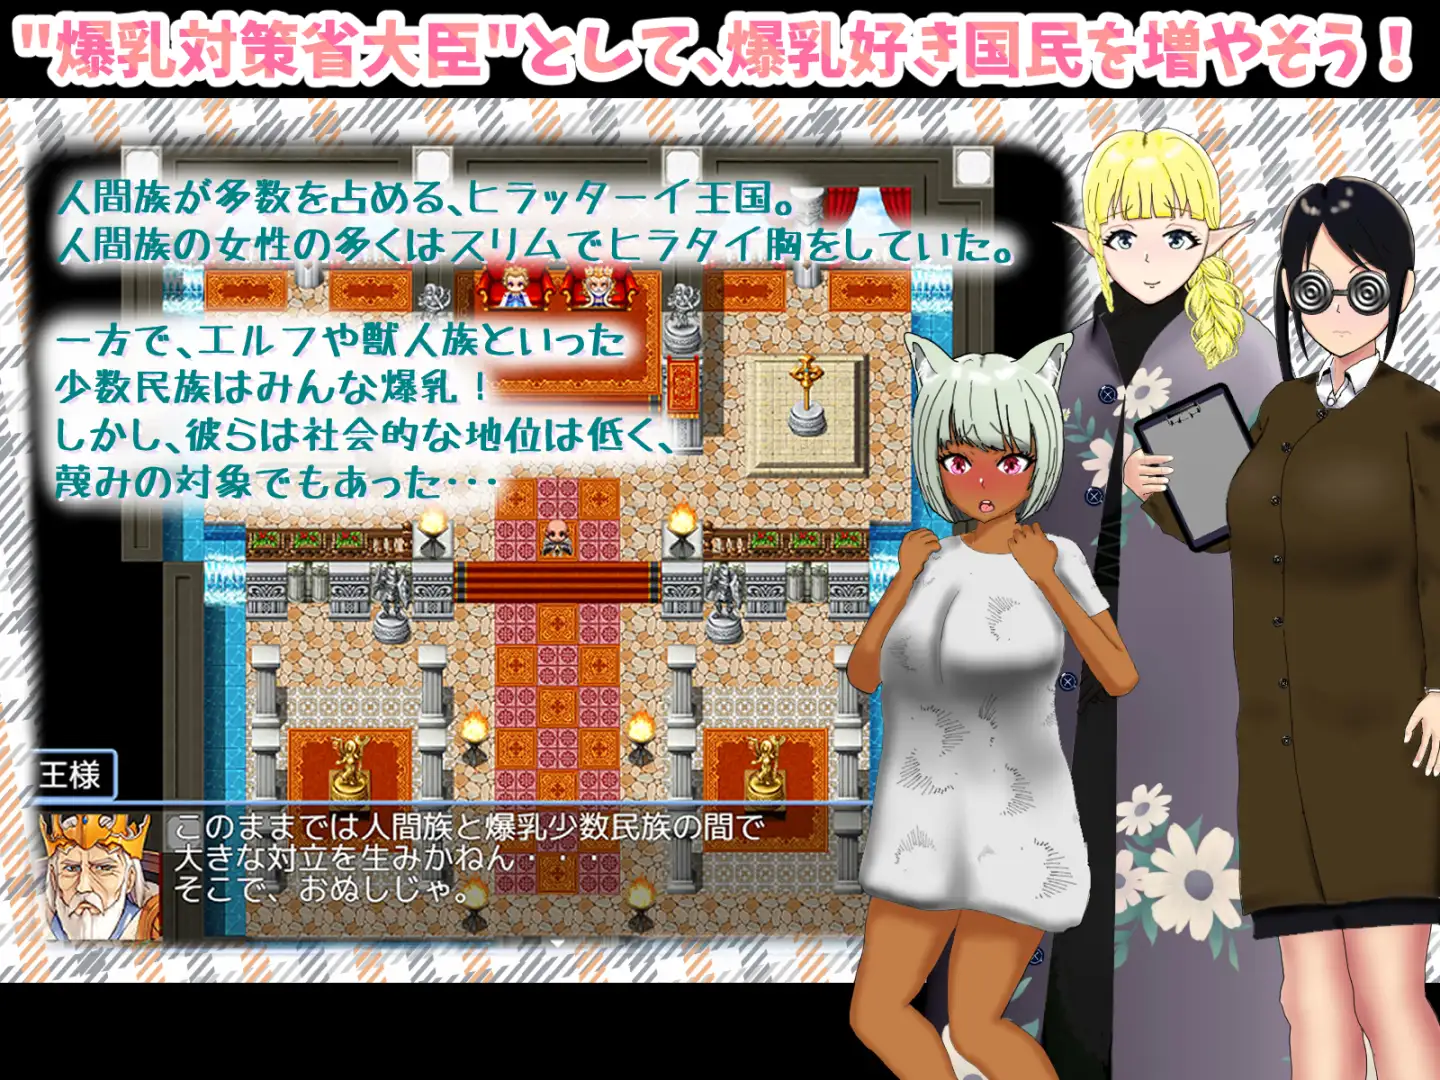 "爆乳対策省大臣"として、爆乳好き国民を増やそう！
人間族が多数を占める、ヒラッターイ王国。
人間族の女性の多くはスリムでヒラタイ胸をしていた。
一方で、エルフや獣人族といった
少数民族はみんな爆乳！
しかし、彼らは社会的な地位は低く、
蔑みの対象でもあった・・・
王様
このままでは人間族と爆乳少数民族の間で
大きな対立を生みかねん・・・
そこで、おぬしじゃ。